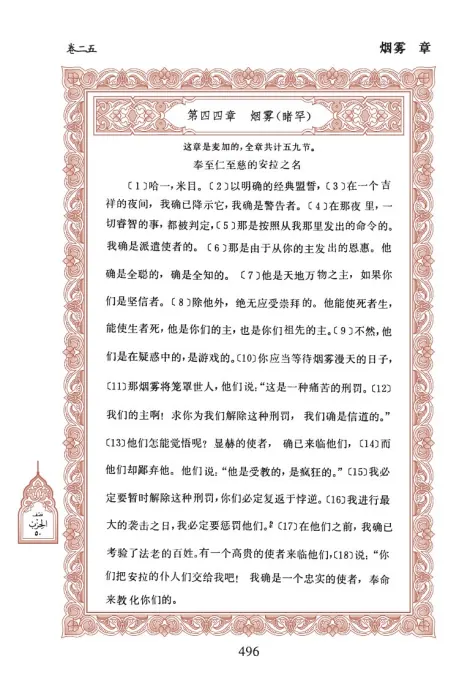 卷二五
烟雾 章
第四四章 烟雾(睹罕)
这章是麦加的，全章共计五九节。
奉至仁至慈的安拉之名
〔1〕哈一，米目。〔2〕以明确的经典盟誓，〔3〕在一个吉
祥的夜间，我确已降示它，我确是警告者。〔4〕在那夜里，一
切睿智的事，都被判定，〔5〕那是按照从我那里发出的命令的。
我确是派遣使者的。〔6〕那是由于从你的主发出的恩惠。他
确是全聪的，确是全知的。〔7〕他是天地万物之主，如果你
们是坚信者。〔8〕除他外，绝无应受崇拜的。他能使死者生，
能使生者死，他是你们的主，也是你们祖先的主。〔9〕不然，他
们是在疑惑中的，是游戏的。〔10〕你应当等待烟雾漫天的日子，
〔11〕那烟雾将笼罩世人，他们说：“这是一种痛苦的刑罚。〔12〕
我们的主啊！求你为我们解除这种刑罚，我们确是信道的。”
〔13〕他们怎能觉悟呢？显赫的使者，确已来临他们，〔14〕而
他们却鄙弃他。他们说：“他是受教的，是疯狂的。”〔15〕我必
定要暂时解除这种刑罚，你们必定复返于悖逆。〔16〕我进行最
大的袭击之日，我必定要惩罚他们。〔17〕在他们之前，我确已
考验了法老的百姓。有一个高贵的使者来临他们，〔18〕说：“你
们把安拉的仆人们交给我吧！我确是一个忠实的使者，奉命
来教化你们的。
نصف
الحزب
٥٠
496